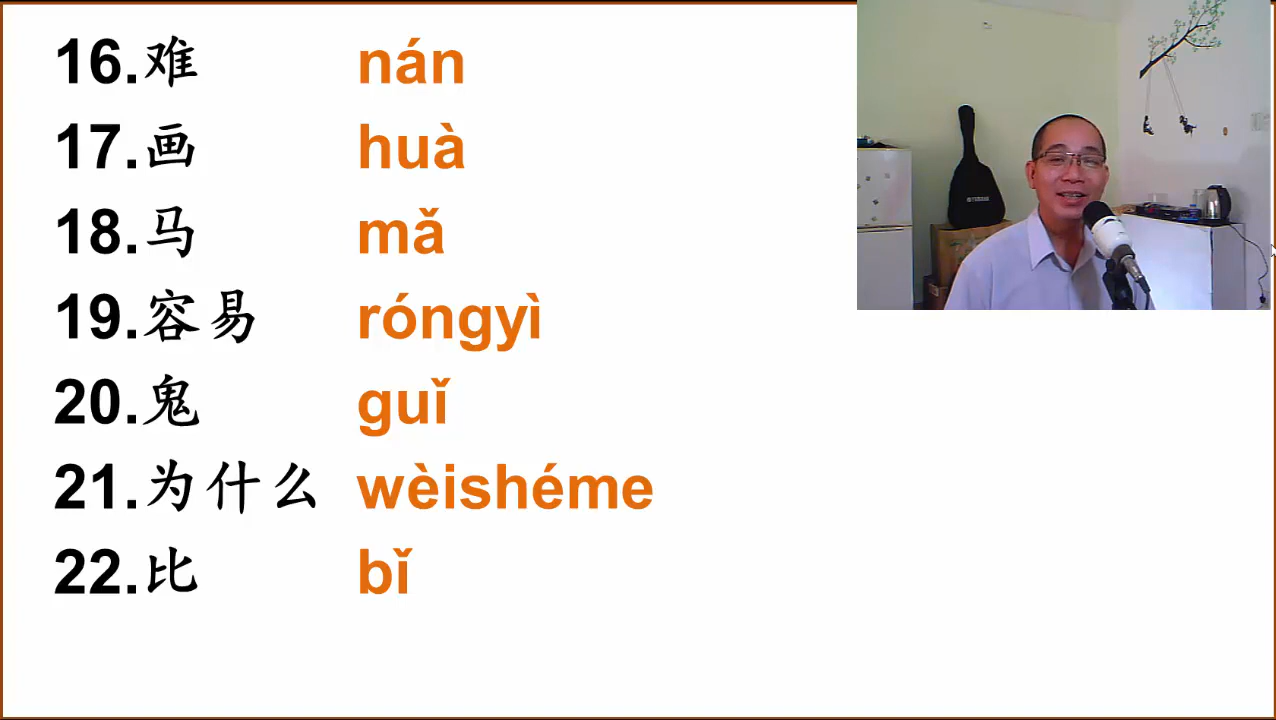 16.难 nán
17.画 huà
18.马 mǎ
19.容易 róngyì
20.鬼 guǐ
21.为什么 wèishéme
22.比 bǐ